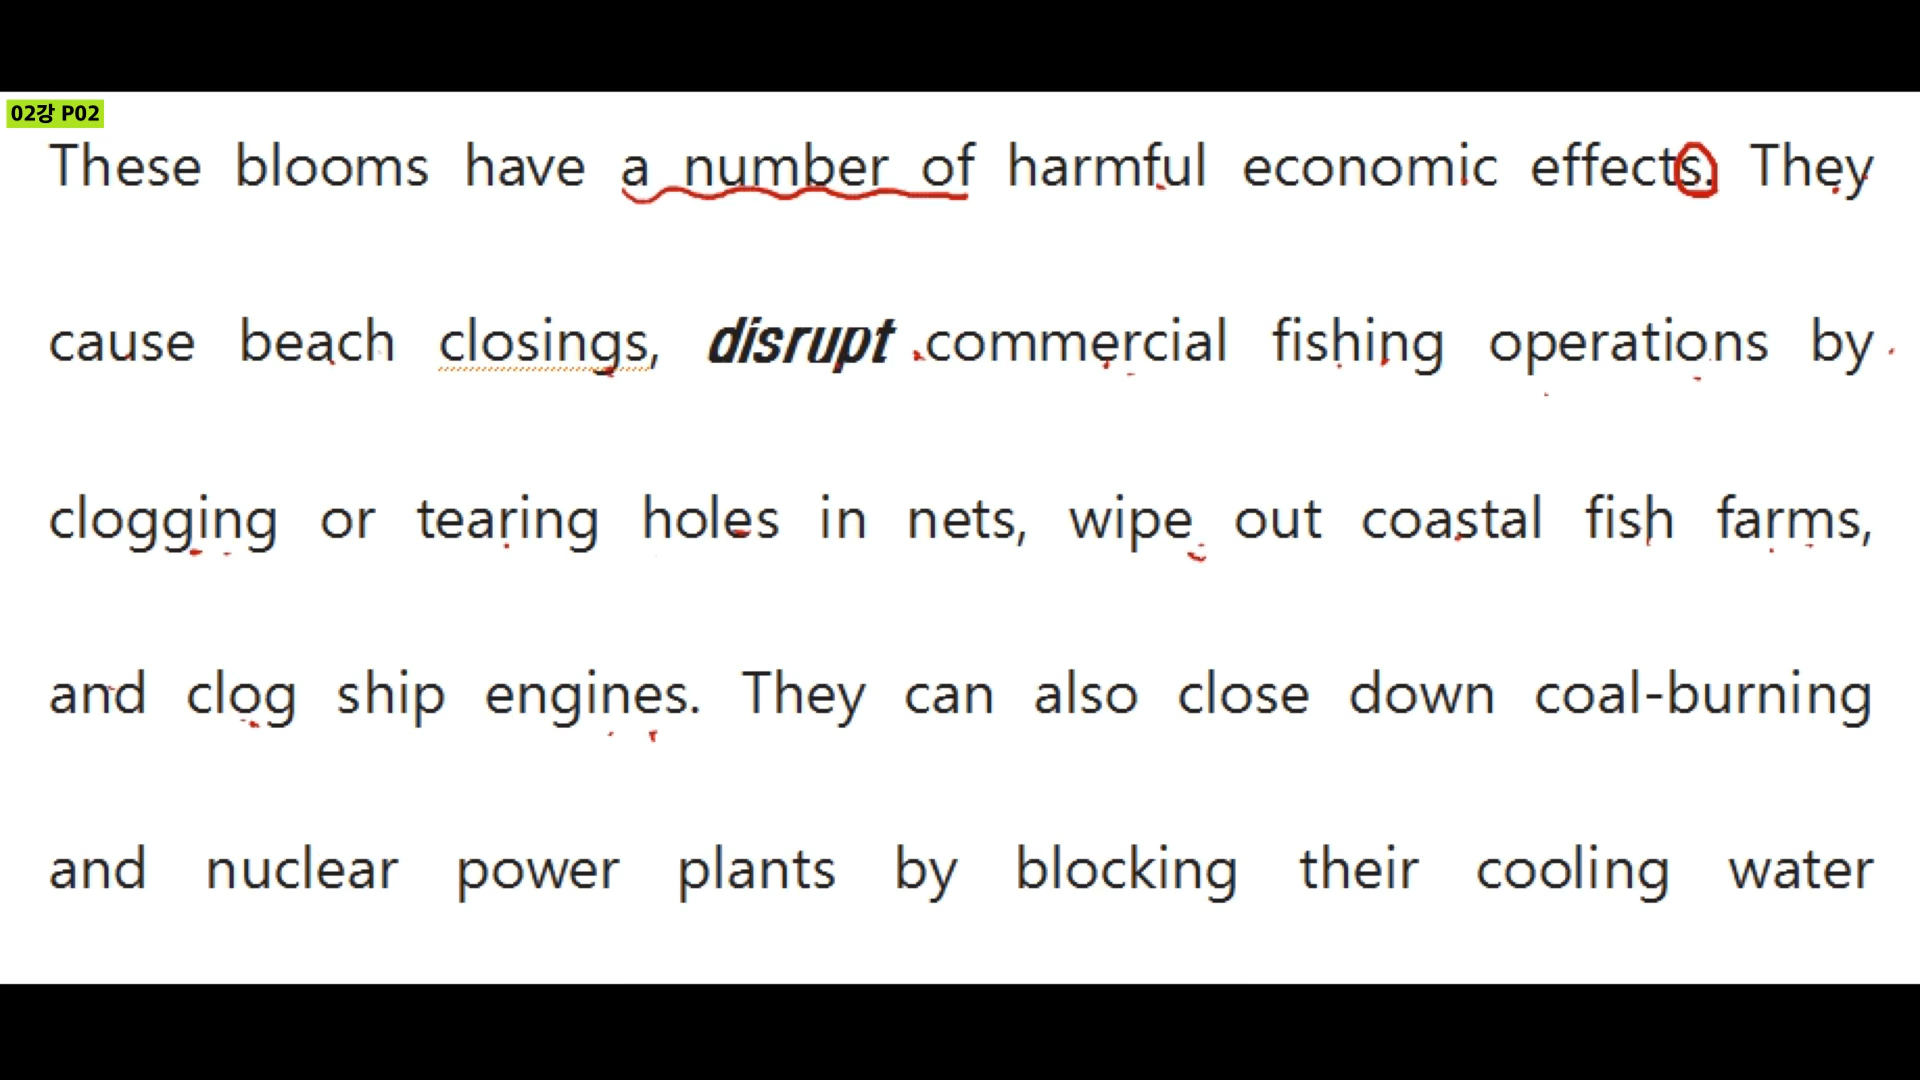 02강 P02
These blooms have a number of harmful economic effects. They
cause beach closings, disrupt commercial fishing operations by
clogging or tearing holes in nets, wipe out coastal fish farms,
and clog ship engines. They can also close down coal-burning
and nuclear power plants by blocking their cooling water